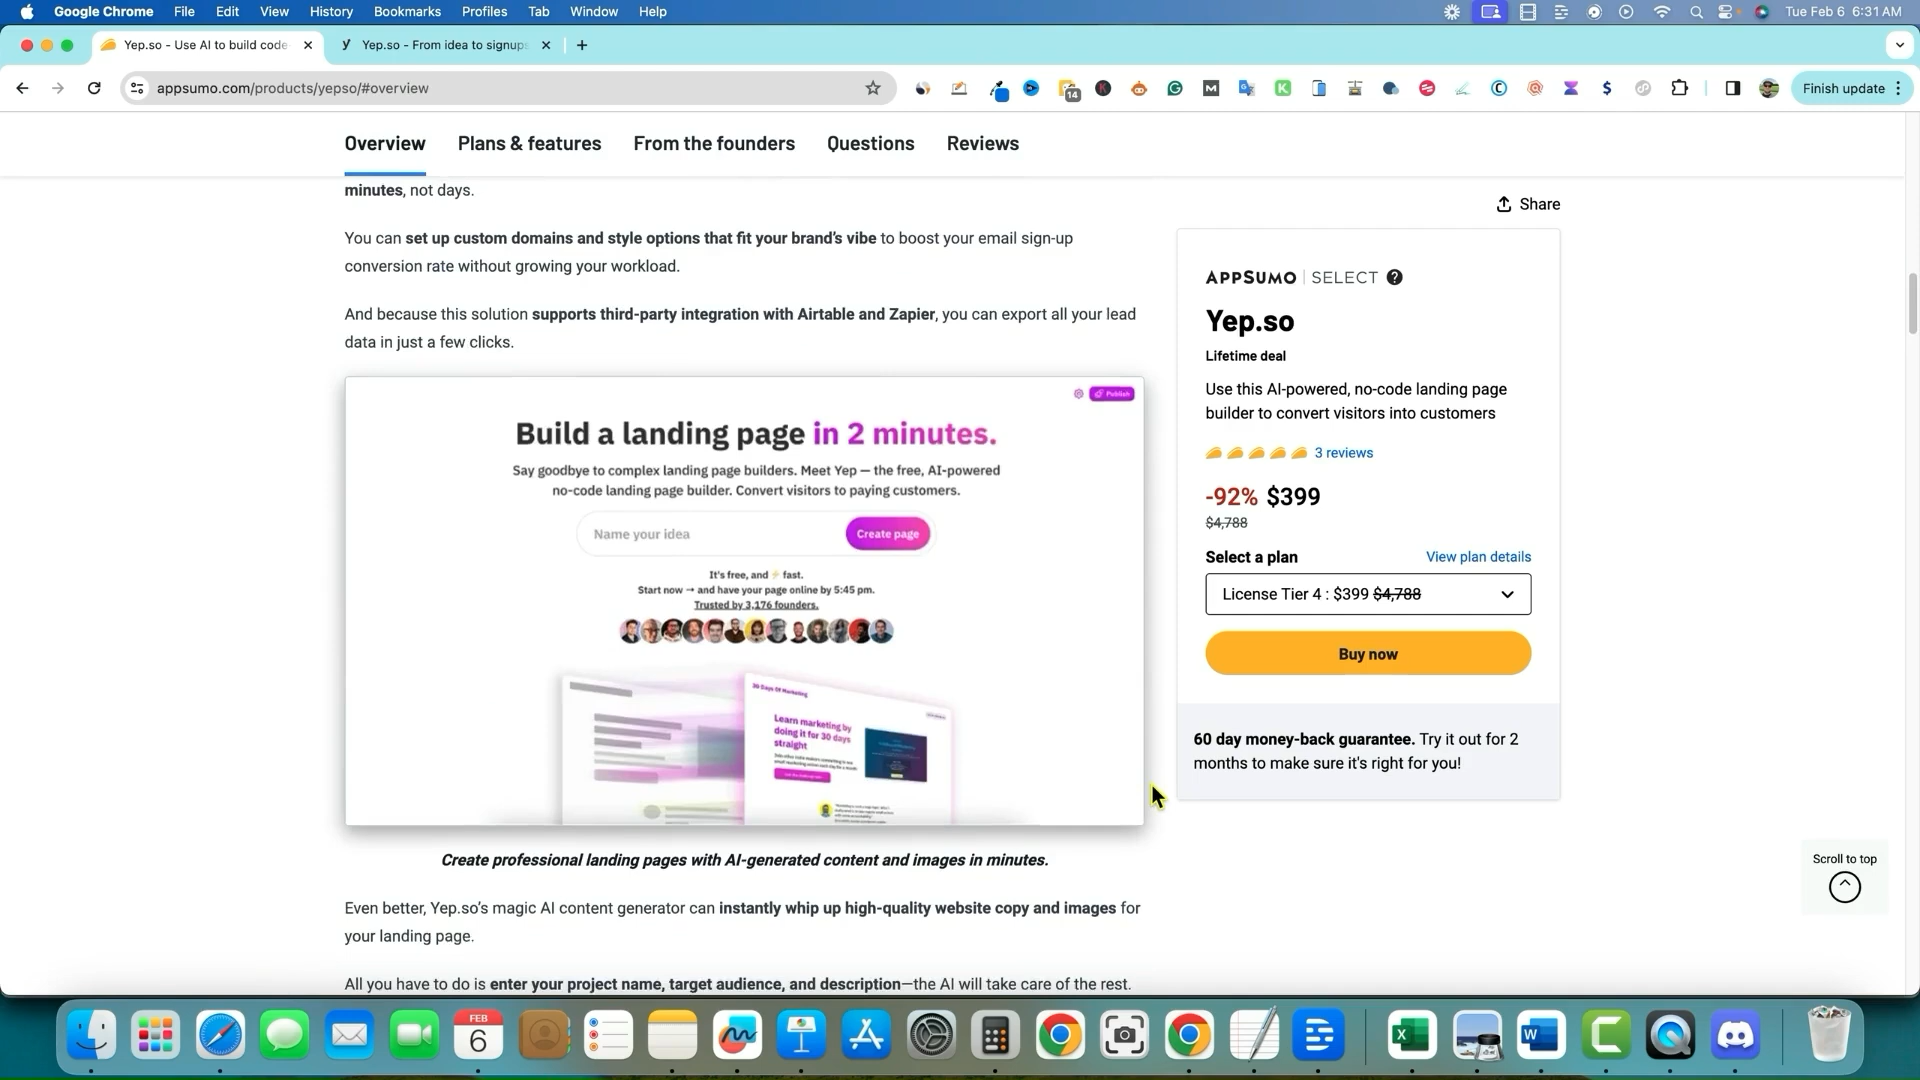 Google Chrome File Edit View History Bookmarks Profiles Tab Window Help Tue Feb 6 6:31 AM
Yep.so - Use AI to build code
Yep.so - From idea to signups
appsumo.com/products/yepso/#overview
14
Finish update
Overview Plans & features From the founders Questions Reviews
minutes, not days.
Share
You can set up custom domains and style options that fit your brand's vibe to boost your email sign-up
conversion rate without growing your workload.
And because this solution supports third-party integration with Airtable and Zapier, you can export all your lead
data in just a few clicks.
Publish
Build a landing page in 2 minutes.
Say goodbye to complex landing page builders. Meet Yep — the free, AI-powered
no-code landing page builder. Convert visitors to paying customers.
Name your idea
Create page
It's free, and ⚡ fast.
Start now → and have your page online by 5:45 pm.
Trusted by 3,176 founders.
30 Days Of Marketing
Learn marketing by
doing it for 30 days
straight
Create professional landing pages with AI-generated content and images in minutes.
Even better, Yep.so's magic AI content generator can instantly whip up high-quality website copy and images for
your landing page.
All you have to do is enter your project name, target audience, and description—the AI will take care of the rest.
APPSUMO | SELECT ?
Yep.so
Lifetime deal
Use this AI-powered, no-code landing page
builder to convert visitors into customers
3 reviews
-92% $399
$4,788
Select a plan View plan details
License Tier 4 : $399 $4,788
Buy now
60 day money-back guarantee. Try it out for 2
months to make sure it's right for you!
Scroll to top
FEB
6